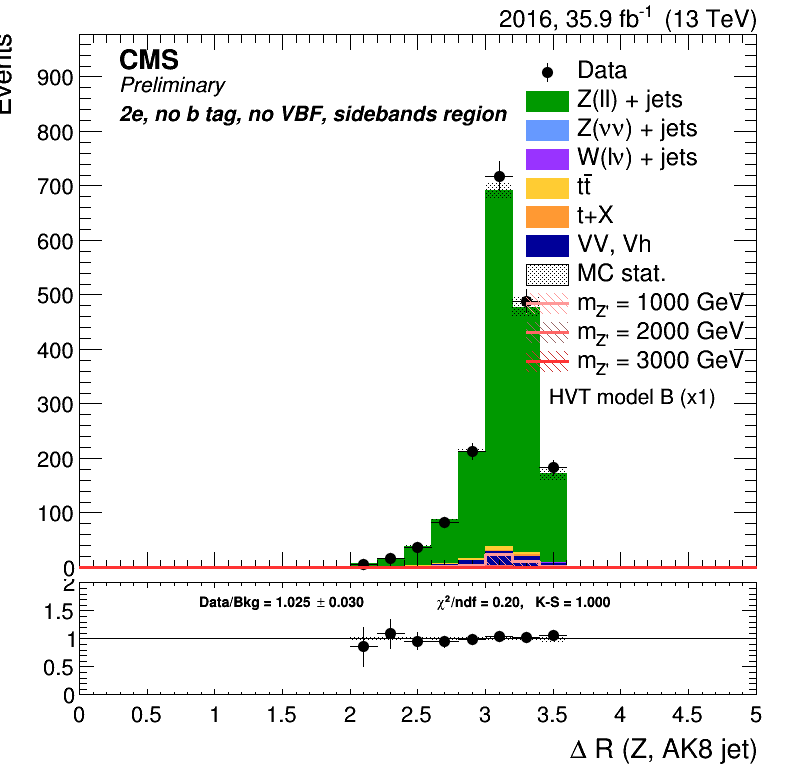 2016, 35.9 fb⁻¹ (13 TeV)
Events
CMS
Preliminary
2e, no b tag, no VBF, sidebands region
Data
Z(ll) + jets
Z(νν) + jets
W(lν) + jets
tt̄
t+X
VV, Vh
MC stat.
m_Z' = 1000 GeV
m_Z' = 2000 GeV
m_Z' = 3000 GeV
HVT model B (x1)
900
800
700
600
500
400
300
200
100
0
Data/Bkg = 1.025 ± 0.030
χ²/ndf = 0.20, K-S = 1.000
2
1.5
1
0.5
0
0 0.5 1 1.5 2 2.5 3 3.5 4 4.5 5
Δ R (Z, AK8 jet)